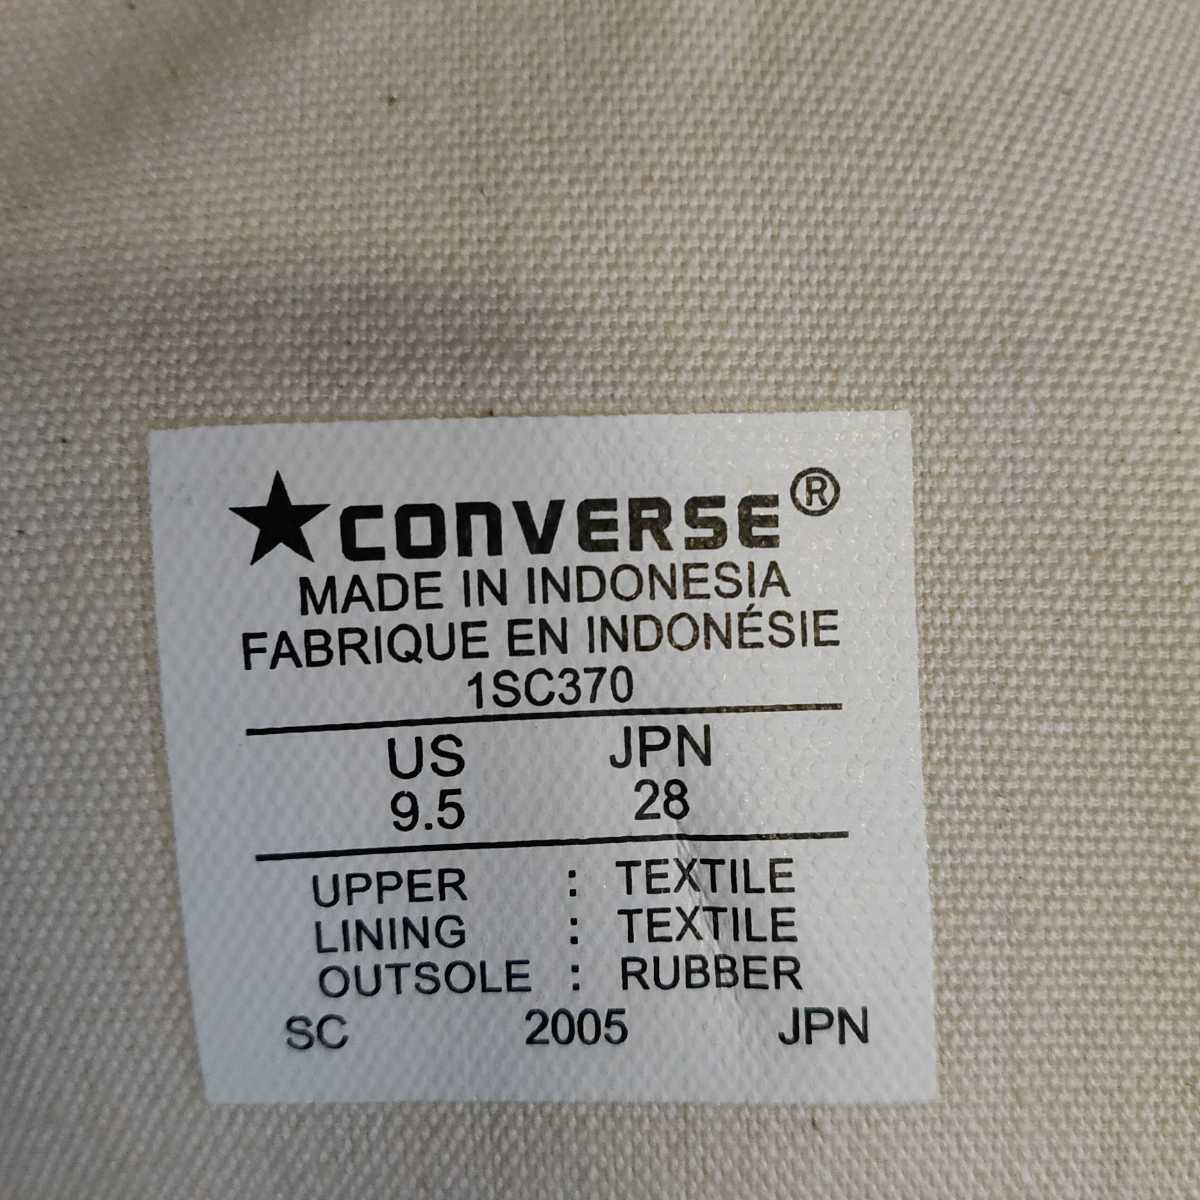 ★CONVERSE®
MADE IN INDONESIA
FABRIQUE EN INDONÉSIE
1SC370
US JPN
9.5 28
UPPER : TEXTILE
LINING : TEXTILE
OUTSOLE : RUBBER
SC 2005 JPN